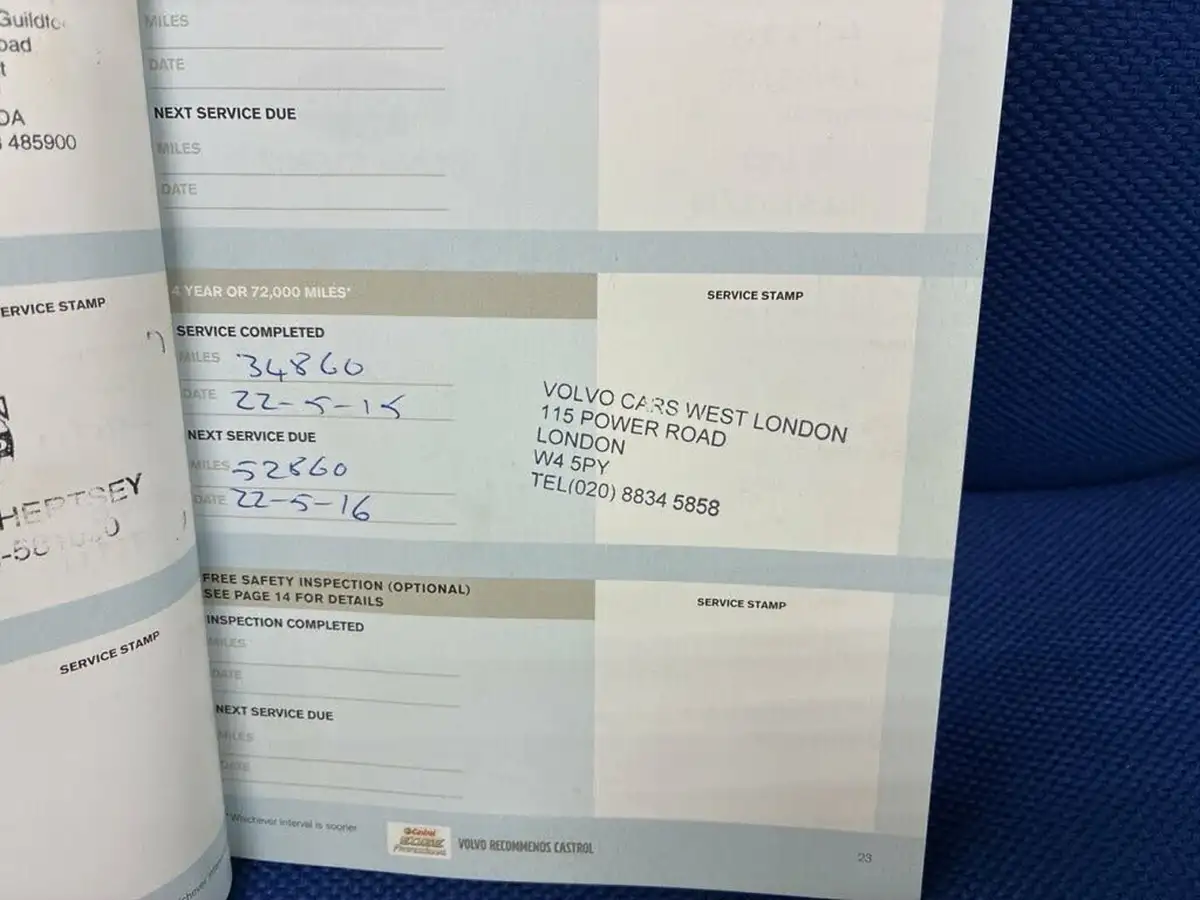 485900
SERVICE STAMP
SERVICE STAMP
MILES
DATE
NEXT SERVICE DUE
MILES
DATE
4 YEAR OR 72,000 MILES*
SERVICE STAMP
SERVICE COMPLETED
MILES 34860
DATE 22-5-15
NEXT SERVICE DUE
MILES 52860
DATE 22-5-16
VOLVO CARS WEST LONDON
115 POWER ROAD
LONDON
W4 5PY
TEL(020) 8834 5858
FREE SAFETY INSPECTION (OPTIONAL)
SEE PAGE 14 FOR DETAILS
SERVICE STAMP
INSPECTION COMPLETED
MILES
DATE
NEXT SERVICE DUE
MILES
DATE
*Whichever interval is sooner
Castrol
EDGE
Professional
VOLVO RECOMMENDS CASTROL
23